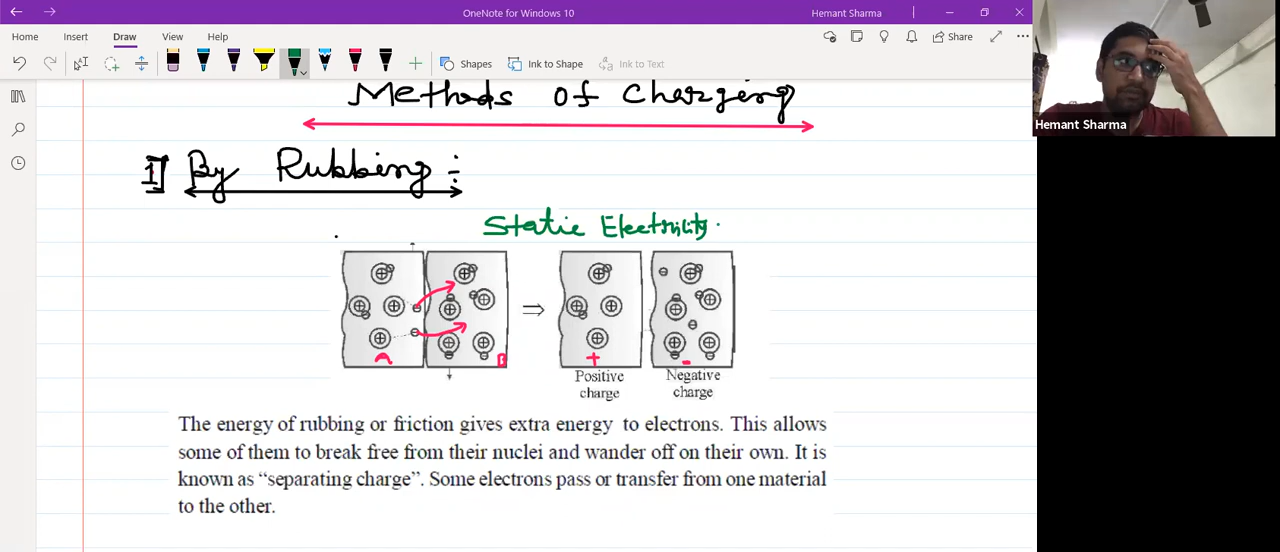 OneNote for Windows 10
Hemant Sharma
Home Insert Draw View Help
Share
Shapes Ink to Shape Ink to Text
Methods of Charging
1] By Rubbing :-
Static Electricity
A B + -
Positive charge
Negative charge
The energy of rubbing or friction gives extra energy to electrons. This allows
some of them to break free from their nuclei and wander off on their own. It is
known as “separating charge”. Some electrons pass or transfer from one material
to the other.
Hemant Sharma